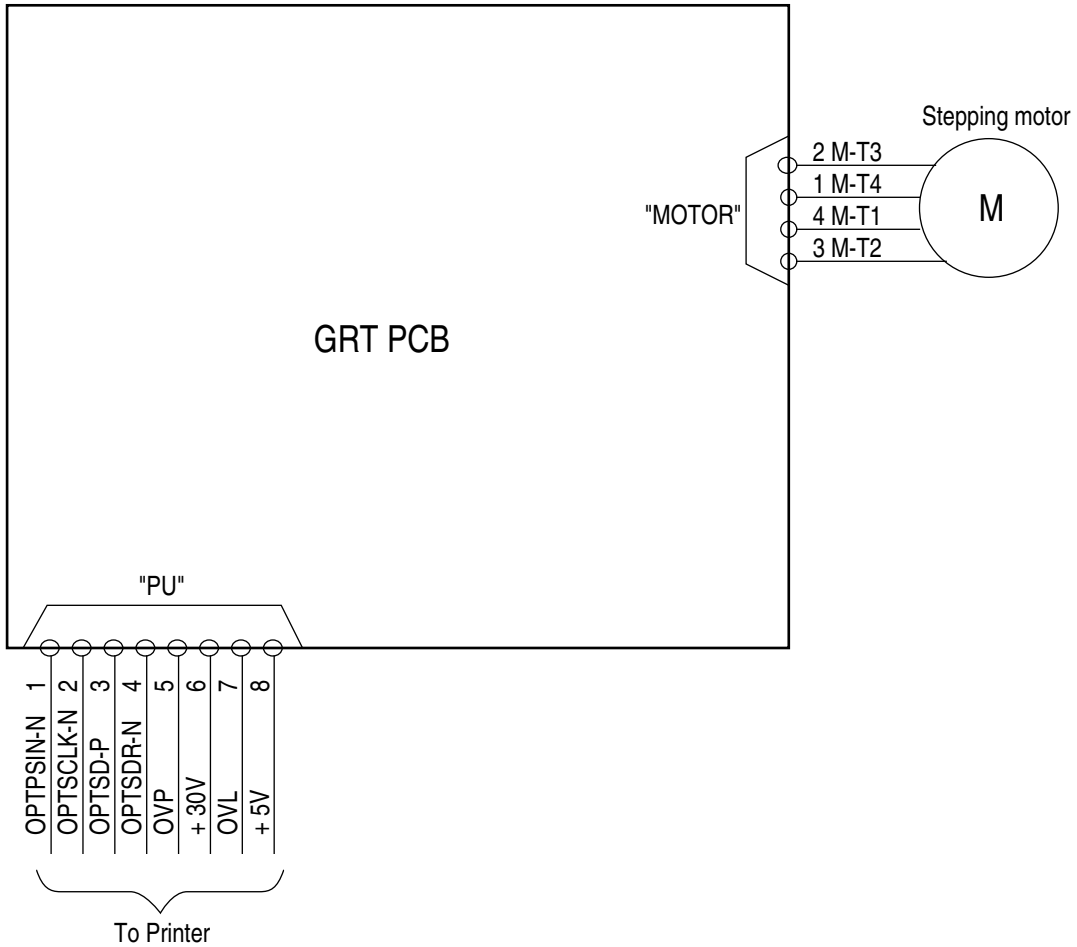 Stepping motor
2 M-T3
1 M-T4
4 M-T1
3 M-T2
M
"MOTOR"
GRT PCB
"PU"
OPTPSIN-N 1
OPTSCLK-N 2
OPTSD-P 3
OPTSDR-N 4
OVP 5
+ 30V 6
OVL 7
+ 5V 8
To Printer